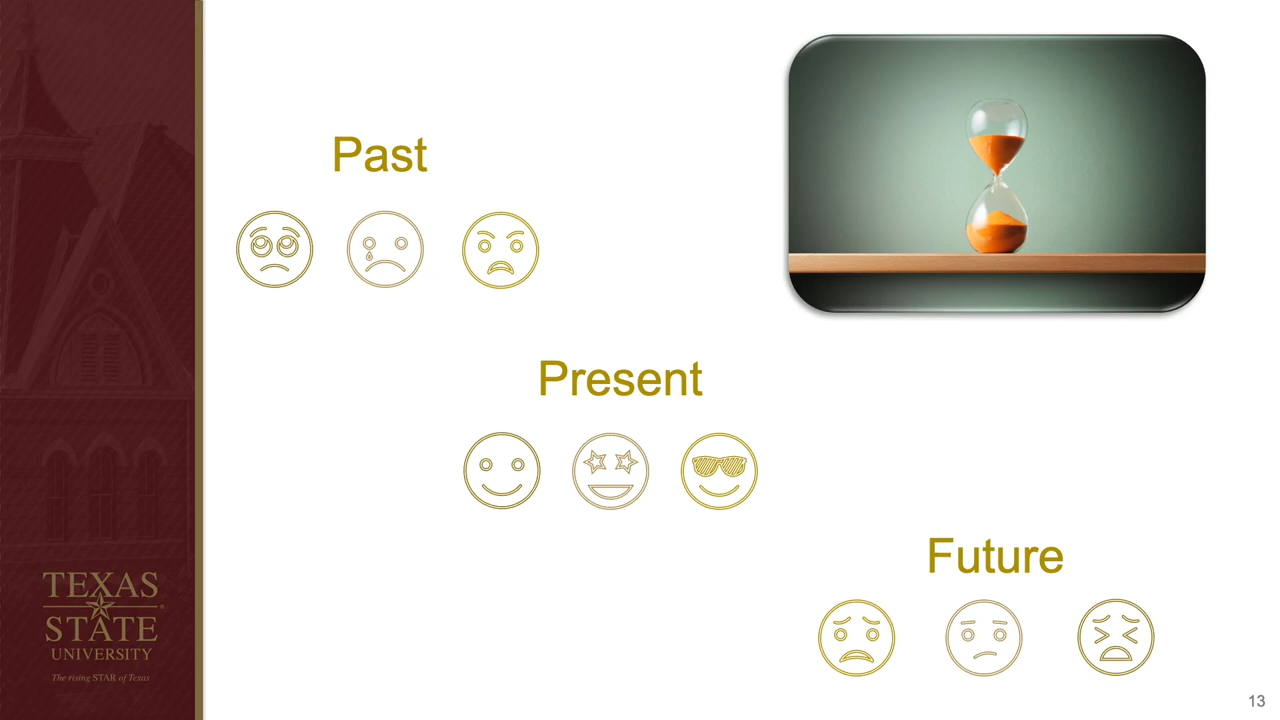 Past
Present
Future
TEXAS
STATE
UNIVERSITY
The rising STAR of Texas
13